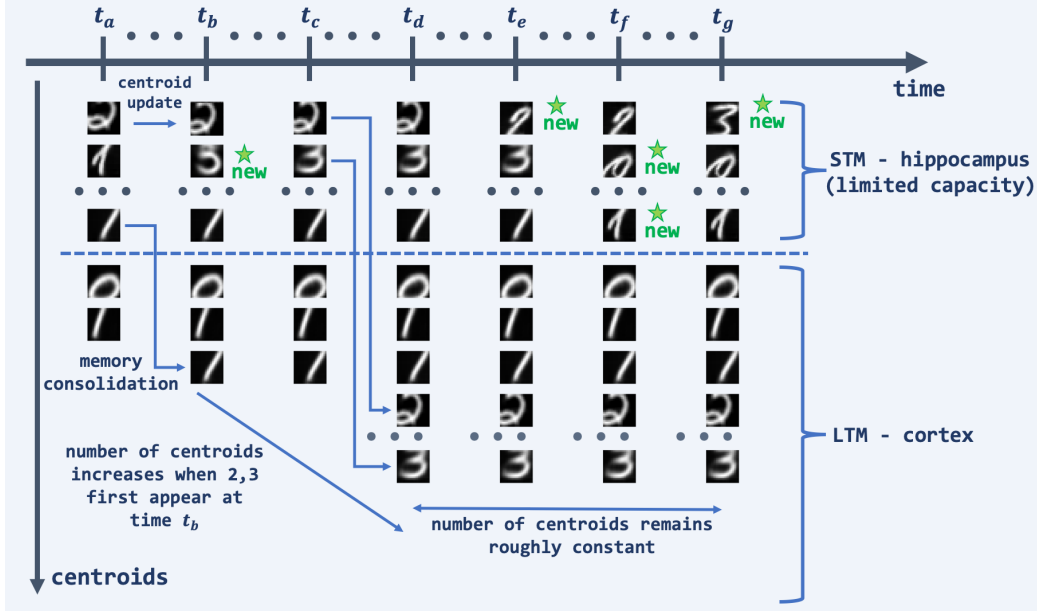 t_a t_b t_c t_d t_e t_f t_g
time
centroid
update
new
new
new
new
new
STM - hippocampus
(limited capacity)
memory
consolidation
number of centroids
increases when 2,3
first appear at
time t_b
LTM - cortex
number of centroids remains
roughly constant
centroids